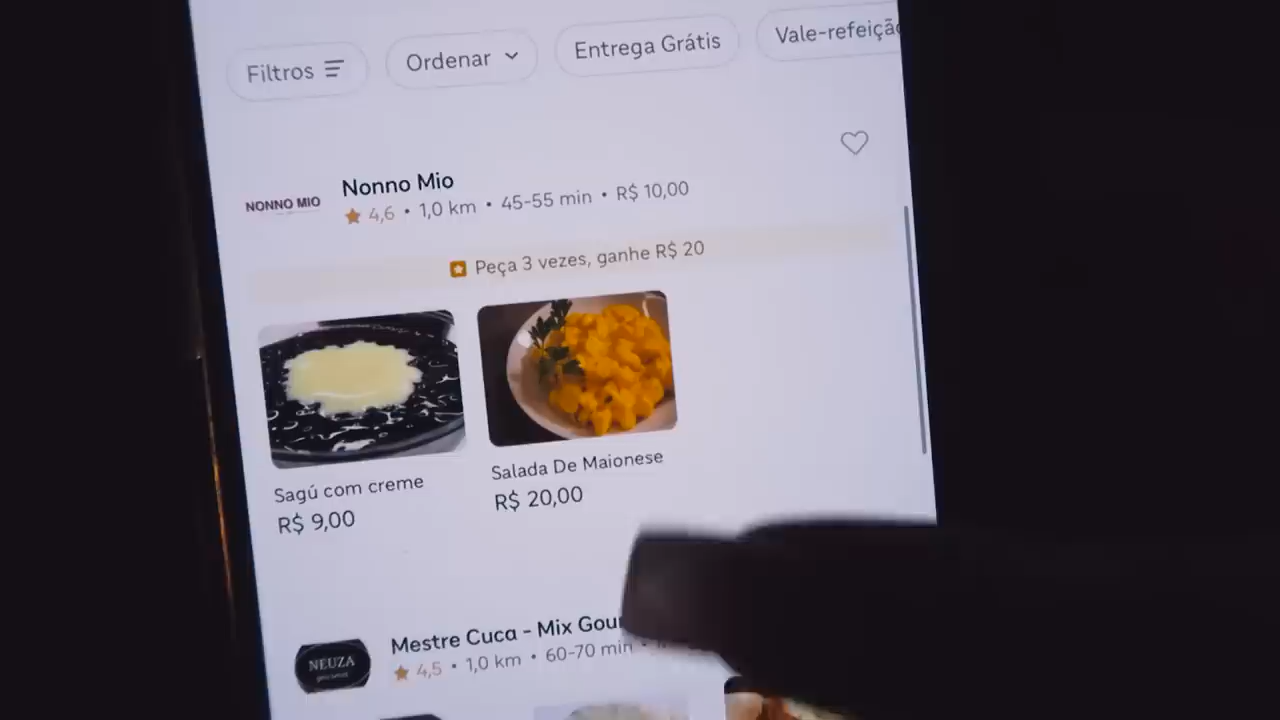 Filtros
Ordenar
Entrega Grátis
Vale-refeição
NONNO MIO
Nonno Mio
4,6 • 1,0 km • 45-55 min • R$ 10,00
Peça 3 vezes, ganhe R$ 20
Sagú com creme
R$ 9,00
Salada De Maionese
R$ 20,00
NEUZA
Mestre Cuca - Mix Gou
4,5 • 1,0 km • 60-70 min •